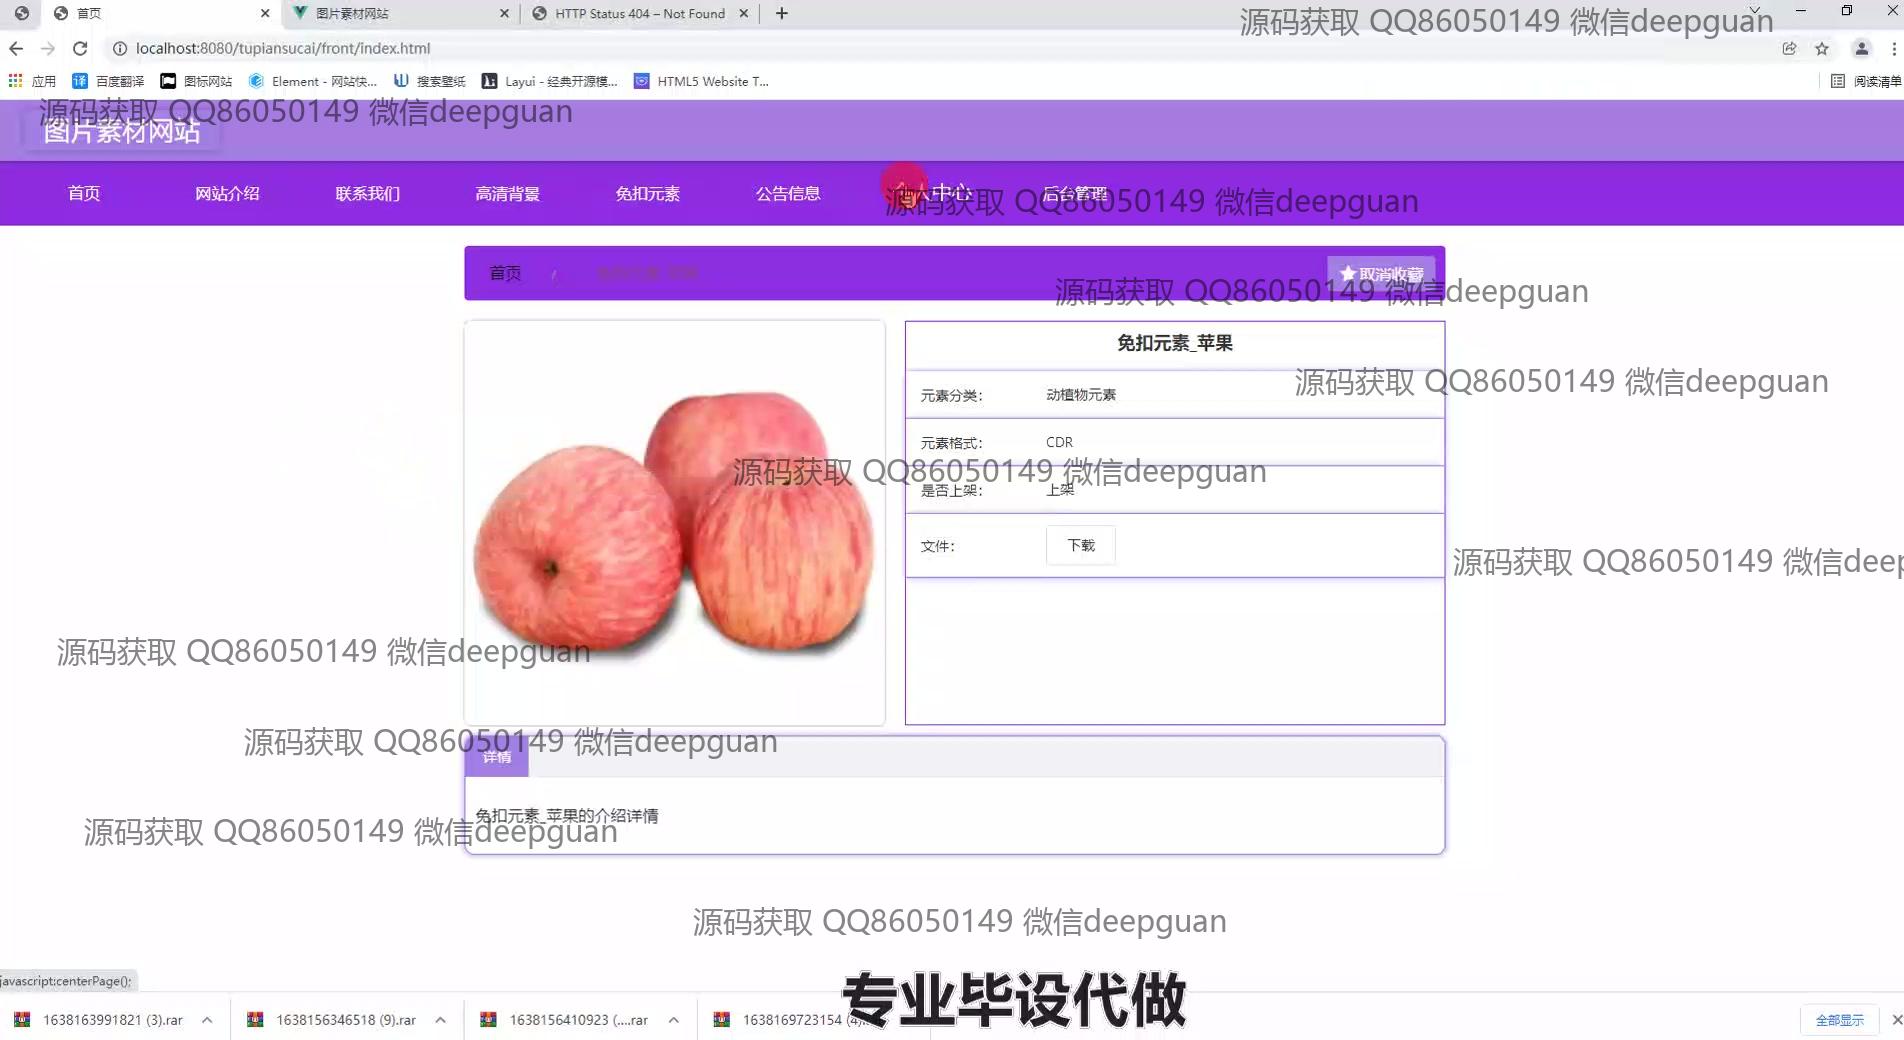 首页
图片素材网站
HTTP Status 404 – Not Found
源码获取 QQ86050149 微信deepguan
localhost:8080/tupiansucai/front/index.html
应用
百度翻译
图标网站
Element - 网站快...
搜索壁纸
Layui - 经典开源模...
HTML5 Website T...
阅读清单
源码获取 QQ86050149 微信deepguan
图片素材网站
首页
网站介绍
联系我们
高清背景
免扣元素
公告信息
个人中心
后台管理
源码获取 QQ86050149 微信deepguan
首页
/
取消收藏
源码获取 QQ86050149 微信deepguan
免扣元素_苹果
元素分类:
动植物元素
源码获取 QQ86050149 微信deepguan
元素格式:
CDR
源码获取 QQ86050149 微信deepguan
是否上架:
上架
文件:
下载
源码获取 QQ86050149 微信deep
源码获取 QQ86050149 微信deepguan
源码获取 QQ86050149 微信deepguan
详情
免扣元素_苹果的介绍详情
源码获取 QQ86050149 微信deepguan
源码获取 QQ86050149 微信deepguan
javascript:centerPage();
专业毕设代做
1638163991821 (3).rar
1638156346518 (9).rar
1638156410923 (....rar
1638169723154 (4)...
全部显示